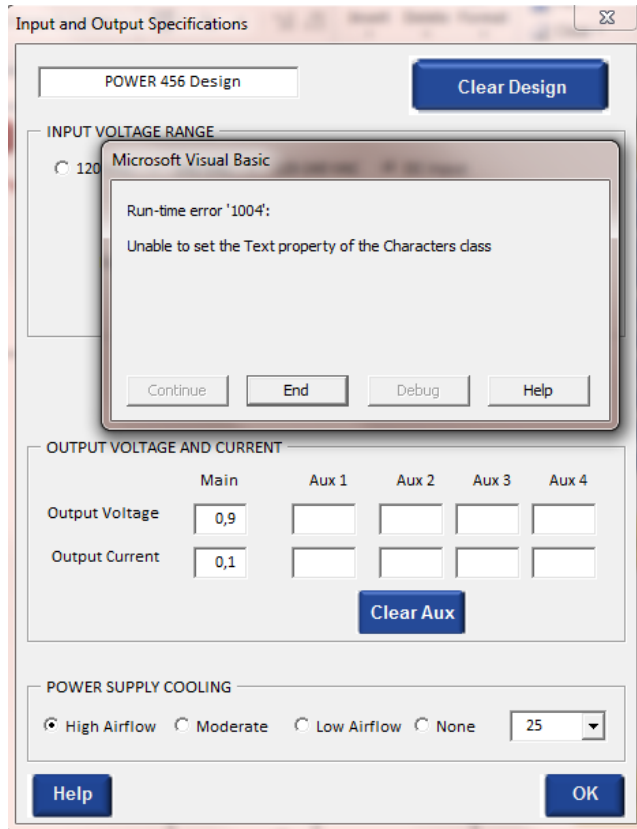 Input and Output Specifications
POWER 456 Design
Clear Design
INPUT VOLTAGE RANGE
120
Microsoft Visual Basic
Run-time error '1004':
Unable to set the Text property of the Characters class
Continue End Debug Help
OUTPUT VOLTAGE AND CURRENT
Main Aux 1 Aux 2 Aux 3 Aux 4
Output Voltage 0,9
Output Current 0,1
Clear Aux
POWER SUPPLY COOLING
High Airflow Moderate Low Airflow None 25
Help OK